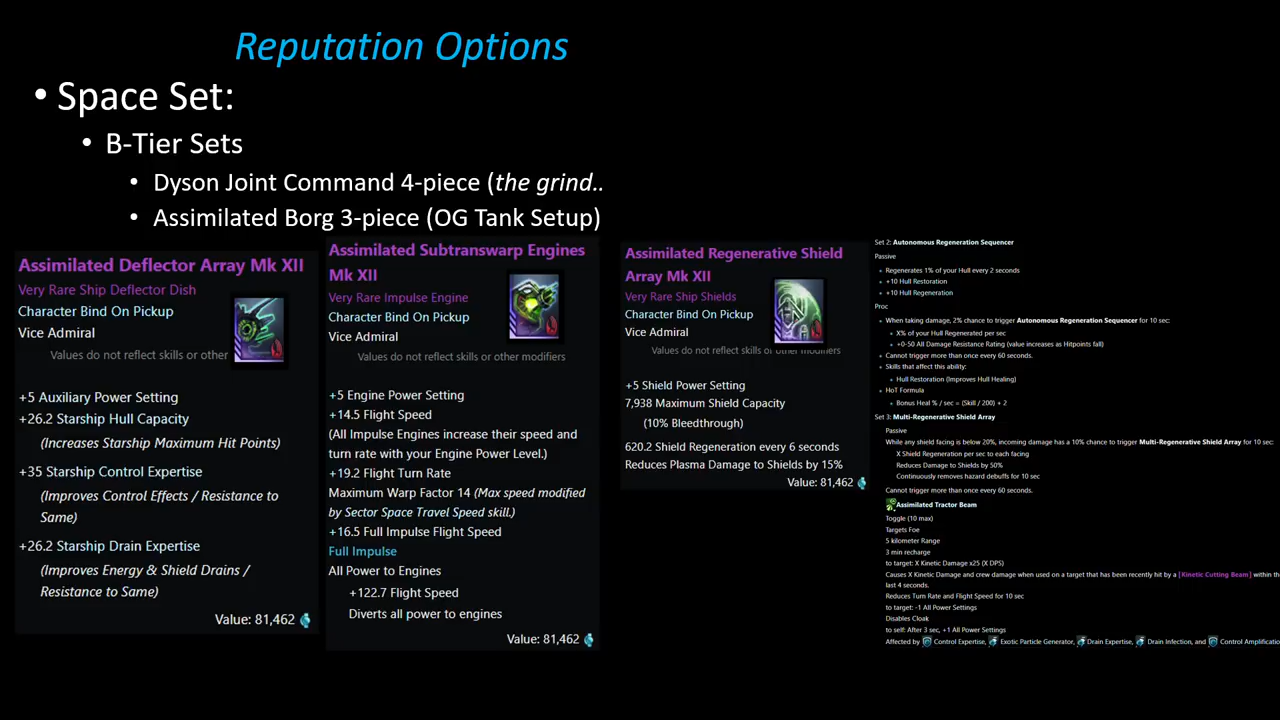 Reputation Options
• Space Set:
• B-Tier Sets
• Dyson Joint Command 4-piece (the grind..
• Assimilated Borg 3-piece (OG Tank Setup)
Assimilated Deflector Array Mk XII
Very Rare Ship Deflector Dish
Character Bind On Pickup
Vice Admiral
Values do not reflect skills or other
+5 Auxiliary Power Setting
+26.2 Starship Hull Capacity
(Increases Starship Maximum Hit Points)
+35 Starship Control Expertise
(Improves Control Effects / Resistance to
Same)
+26.2 Starship Drain Expertise
(Improves Energy & Shield Drains /
Resistance to Same)
Value: 81,462
Assimilated Subtranswarp Engines
Mk XII
Very Rare Impulse Engine
Character Bind On Pickup
Vice Admiral
Values do not reflect skills or other modifiers
+5 Engine Power Setting
+14.5 Flight Speed
(All Impulse Engines increase their speed and
turn rate with your Engine Power Level.)
+19.2 Flight Turn Rate
Maximum Warp Factor 14 (Max speed modified
by Sector Space Travel Speed skill.)
+16.5 Full Impulse Flight Speed
Full Impulse
All Power to Engines
+122.7 Flight Speed
Diverts all power to engines
Value: 81,462
Assimilated Regenerative Shield
Array Mk XII
Very Rare Ship Shields
Character Bind On Pickup
Vice Admiral
Values do not reflect skills or other modifiers
+5 Shield Power Setting
7,938 Maximum Shield Capacity
(10% Bleedthrough)
620.2 Shield Regeneration every 6 seconds
Reduces Plasma Damage to Shields by 15%
Value: 81,462
Set 2: Autonomous Regeneration Sequencer
Passive
• Regenerates 1% of your Hull every 2 seconds
• +10 Hull Restoration
• +10 Hull Regeneration
Proc
• When taking damage, 2% chance to trigger Autonomous Regeneration Sequencer for 10 sec:
• X% of your Hull Regenerated per sec
• +0-50 All Damage Resistance Rating (value increases as Hitpoints fall)
• Cannot trigger more than once every 60 seconds.
• Skills that affect this ability:
• Hull Restoration (Improves Hull Healing)
• HoT Formula
• Bonus Heal % / sec = (Skill / 200) + 2
Set 3: Multi-Regenerative Shield Array
Passive
While any shield facing is below 20%, incoming damage has a 10% chance to trigger Multi-Regenerative Shield Array for 10 sec:
X Shield Regeneration per sec to each facing
Reduces Damage to Shields by 50%
Continuously removes hazard debuffs for 10 sec
Cannot trigger more than once every 60 seconds.
Assimilated Tractor Beam
Toggle (10 max)
Targets Foe
5 kilometer Range
3 min recharge
to target: X Kinetic Damage x25 (X DPS)
Causes X Kinetic Damage and crew damage when used on a target that has been recently hit by a [Kinetic Cutting Beam] within the
last 4 seconds.
Reduces Turn Rate and Flight Speed for 10 sec
to target: -1 All Power Settings
Disables Cloak
to self: After 3 sec, +1 All Power Settings
Affected by Control Expertise, Exotic Particle Generator, Drain Expertise, Drain Infection, and Control Amplificatio